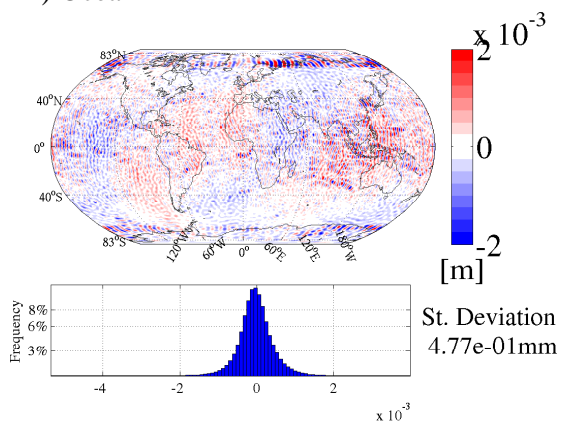 x 10⁻³
83°N
40°N
0°
40°S
83°S
120°W
60°W
0°
60°E
120°E
180°W
2
0
-2
[m]
Frequency
8%
6%
3%
-4
-2
0
2
x 10⁻³
St. Deviation
4.77e-01mm